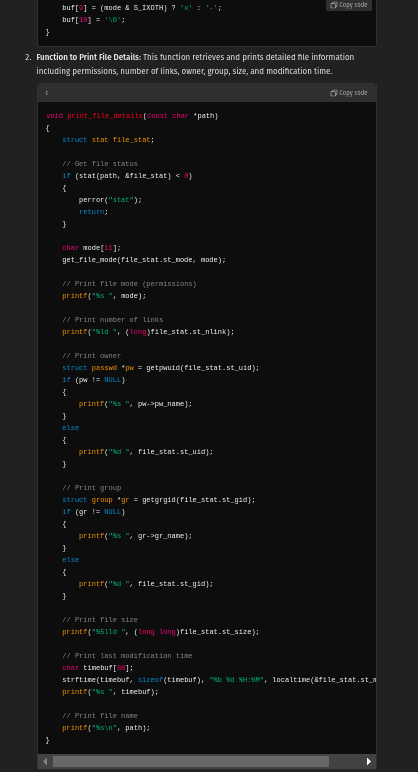 buf[9] = (mode & S_IXOTH) ? 'x' : '-';
Copy code
buf[10] = '\0';
}
2. Function to Print File Details: This function retrieves and prints detailed file information
including permissions, number of links, owner, group, size, and modification time.
c Copy code
void print_file_details(const char *path)
{
struct stat file_stat;
// Get file status
if (stat(path, &file_stat) < 0)
{
perror("stat");
return;
}
char mode[11];
get_file_mode(file_stat.st_mode, mode);
// Print file mode (permissions)
printf("%s ", mode);
// Print number of links
printf("%ld ", (long)file_stat.st_nlink);
// Print owner
struct passwd *pw = getpwuid(file_stat.st_uid);
if (pw != NULL)
{
printf("%s ", pw->pw_name);
}
else
{
printf("%d ", file_stat.st_uid);
}
// Print group
struct group *gr = getgrgid(file_stat.st_gid);
if (gr != NULL)
{
printf("%s ", gr->gr_name);
}
else
{
printf("%d ", file_stat.st_gid);
}
// Print file size
printf("%5lld ", (long long)file_stat.st_size);
// Print last modification time
char timebuf[80];
strftime(timebuf, sizeof(timebuf), "%b %d %H:%M", localtime(&file_stat.st_m
printf("%s ", timebuf);
// Print file name
printf("%s\n", path);
}